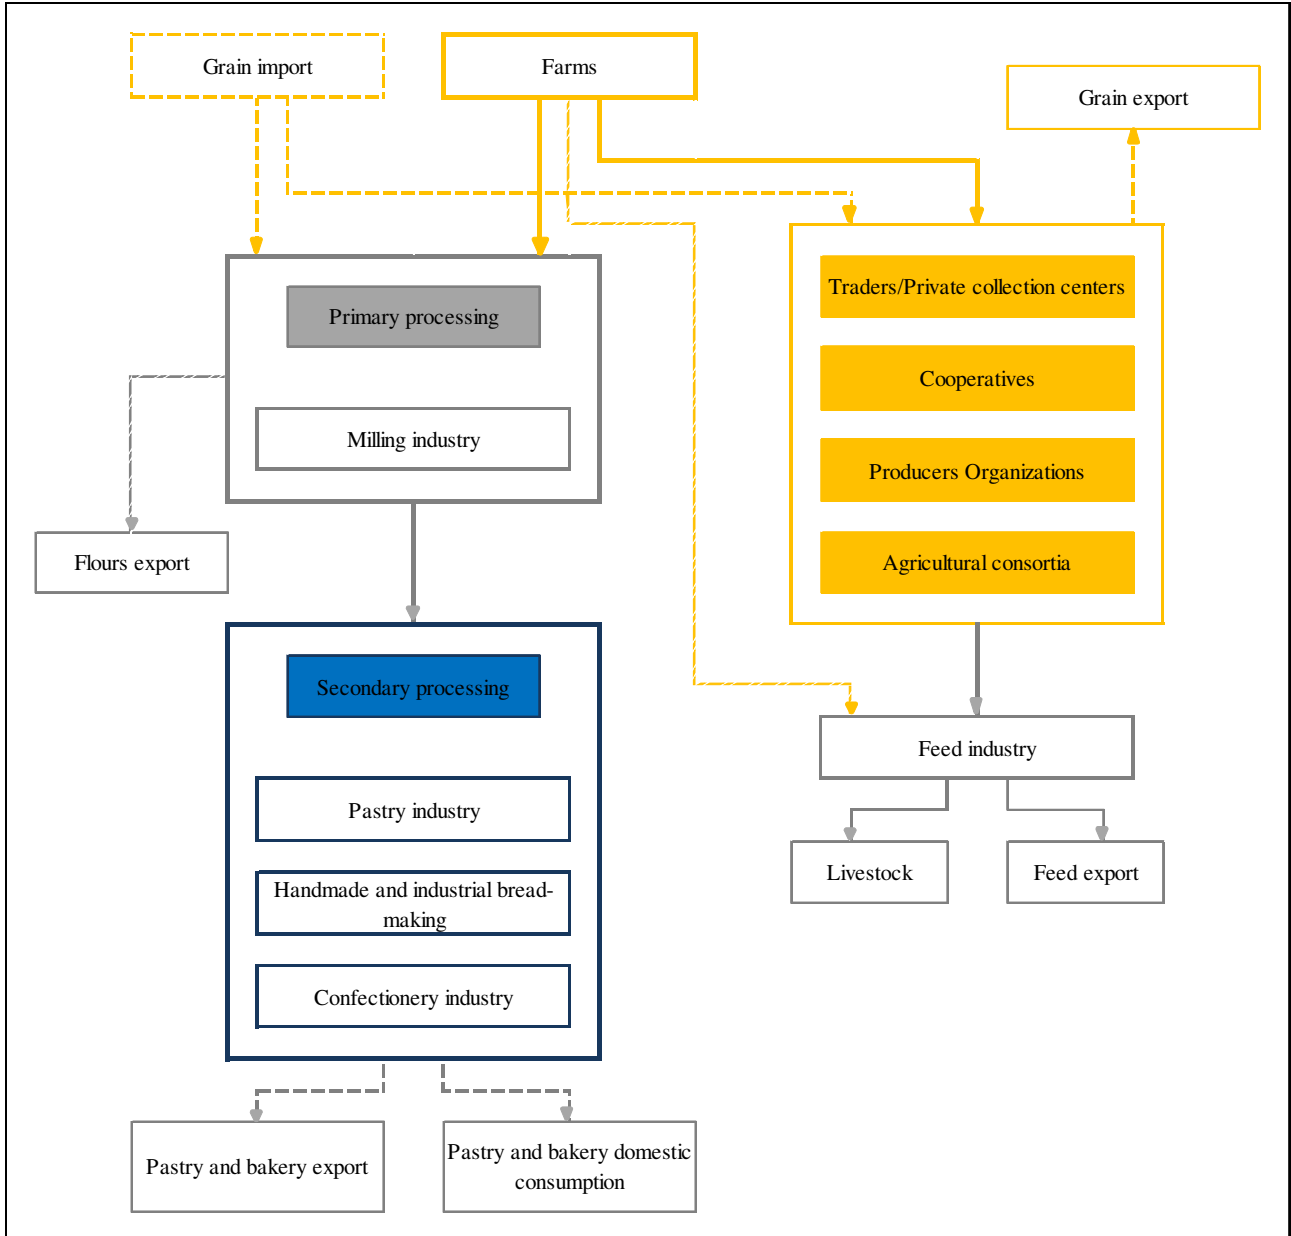 Grain import
Farms
Grain export
Traders/Private collection centers
Primary processing
Cooperatives
Milling industry
Producers Organizations
Flours export
Agricultural consortia
Secondary processing
Feed industry
Pastry industry
Livestock
Feed export
Handmade and industrial bread-
making
Confectionery industry
Pastry and bakery export
Pastry and bakery domestic
consumption